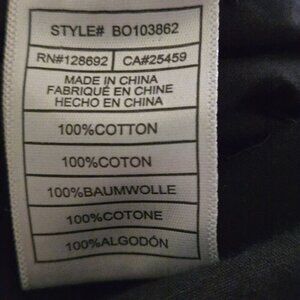 STYLE# BO103862
RN#128692 CA#25459
MADE IN CHINA
FABRIQUÉ EN CHINE
HECHO EN CHINA
100%COTTON
100%COTON
100%BAUMWOLLE
100%COTONE
100%ALGODÓN